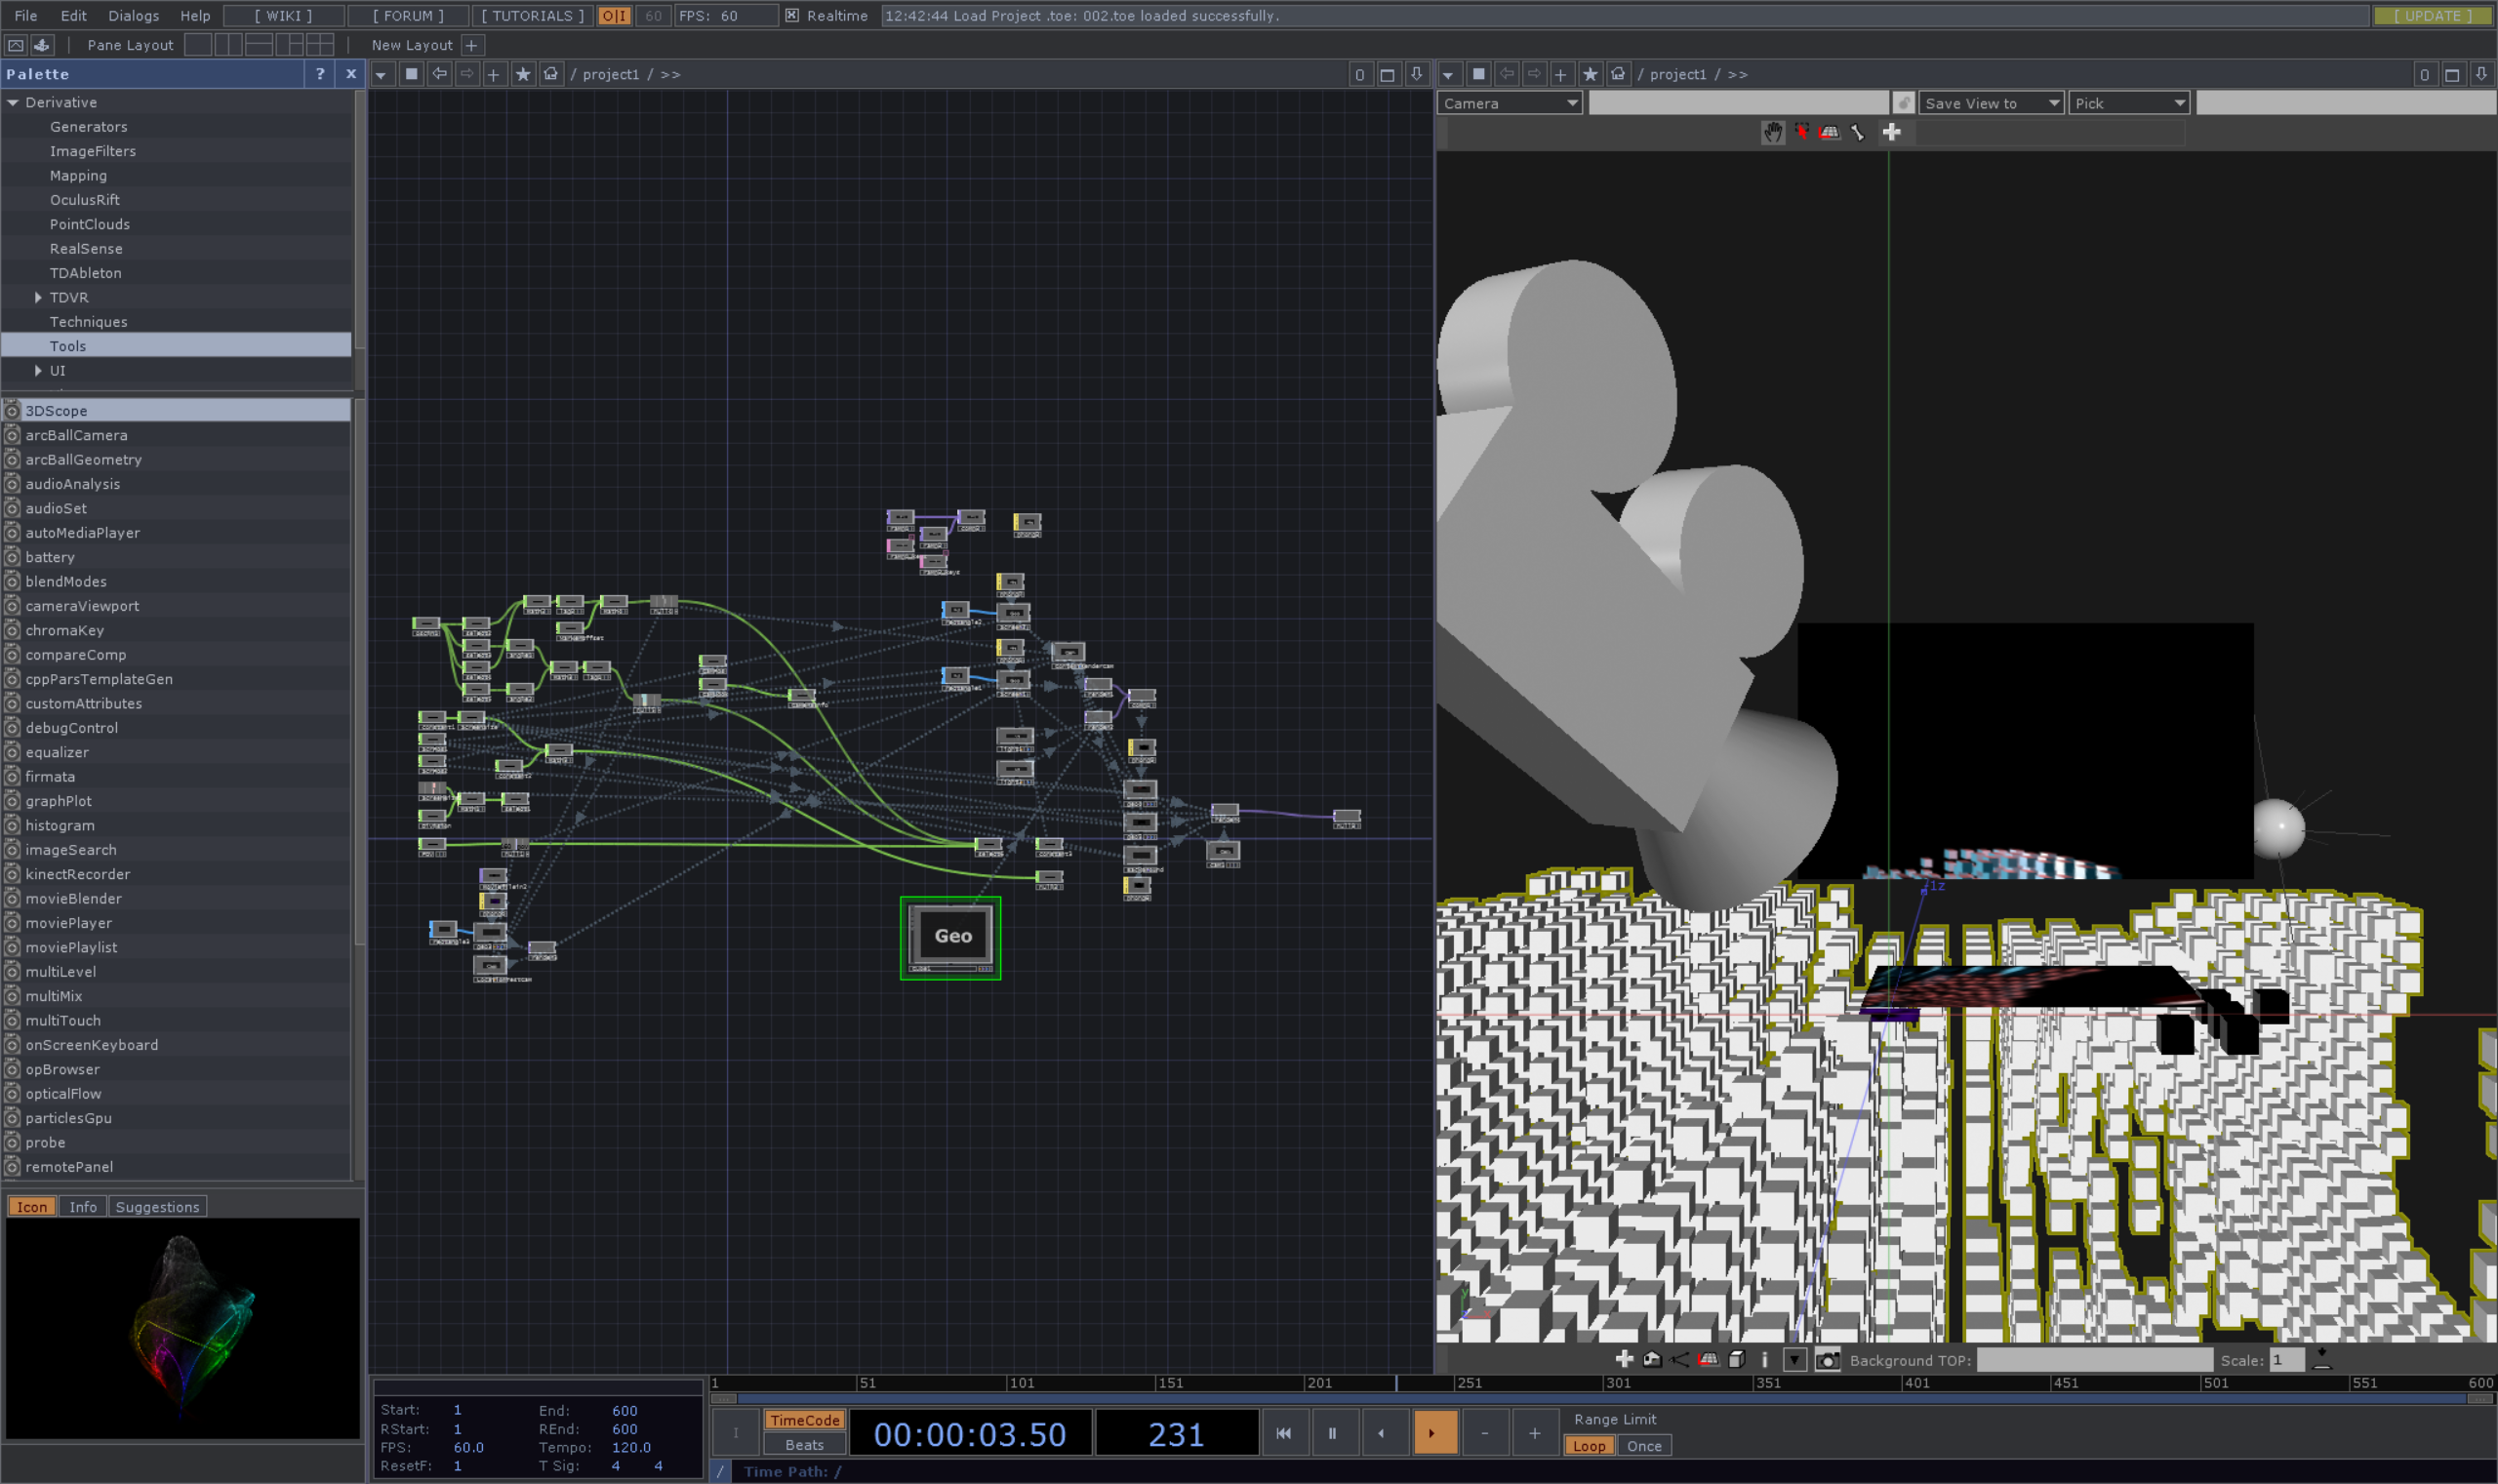 File Edit Dialogs Help [ WIKI ] [ FORUM ] [ TUTORIALS ] O|I 60 FPS: 60 Realtime 12:42:44 Load Project .toe: 002.toe loaded successfully. [ UPDATE ]
Pane Layout New Layout +
Palette ? x
/ project1 / >> 0
/ project1 / >> 0
Camera Save View to Pick
Derivative
Generators
ImageFilters
Mapping
OculusRift
PointClouds
RealSense
TDAbleton
TDVR
Techniques
Tools
UI
3DScope
arcBallCamera
arcBallGeometry
audioAnalysis
audioSet
autoMediaPlayer
battery
blendModes
cameraViewport
chromaKey
compareComp
cppParsTemplateGen
customAttributes
debugControl
equalizer
firmata
graphPlot
histogram
imageSearch
kinectRecorder
movieBlender
moviePlayer
moviePlaylist
multiLevel
multiMix
multiTouch
onScreenKeyboard
opBrowser
opticalFlow
particlesGpu
probe
remotePanel
Icon Info Suggestions
Geo
Background TOP: Scale: 1
1 51 101 151 201 251 301 351 401 451 501 551 600
Start: 1 End: 600
RStart: 1 REnd: 600
FPS: 60.0 Tempo: 120.0
ResetF: 1 T Sig: 4 4
TimeCode
Beats
00:00:03.50
231
Range Limit
Loop Once
/ Time Path: /